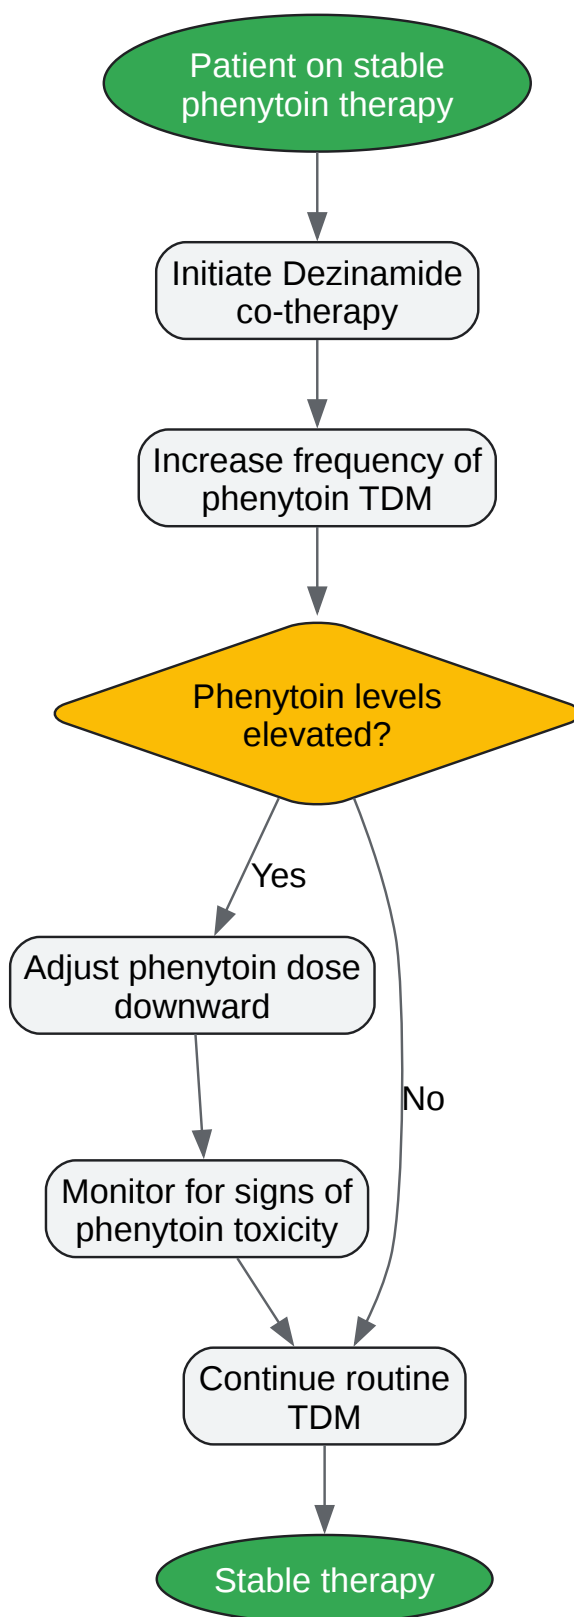 Patient on stable
phenytoin therapy
Initiate Dezinamide
co-therapy
Increase frequency of
phenytoin TDM
Phenytoin levels
elevated?
Yes
Adjust phenytoin dose
downward
No
Monitor for signs of
phenytoin toxicity
Continue routine
TDM
Stable therapy